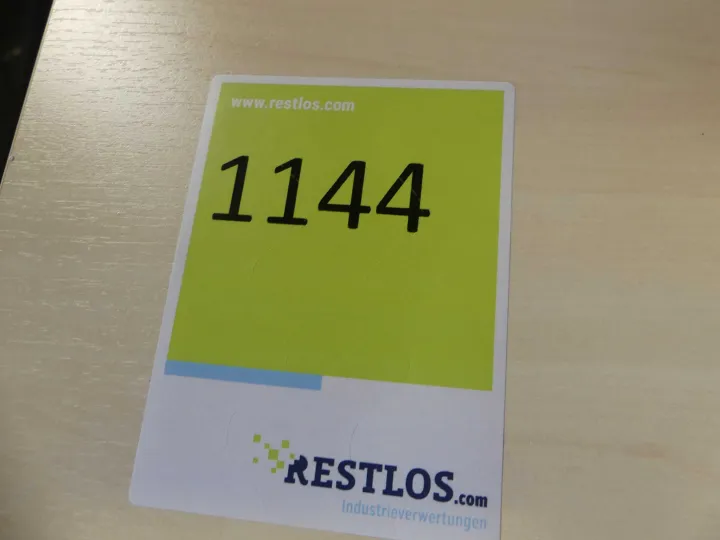 www.restlos.com
1144
RESTLOS.com
Industrieverwertungen